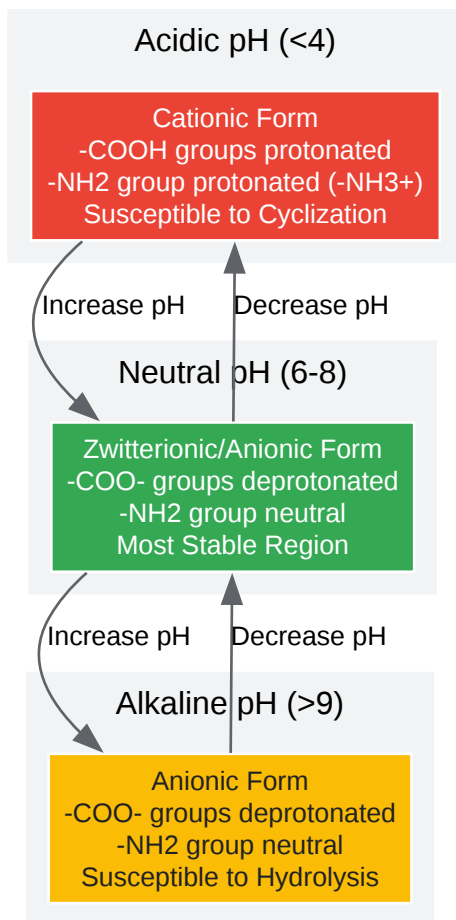 Acidic pH (<4)
Cationic Form
-COOH groups protonated
-NH2 group protonated (-NH3+)
Susceptible to Cyclization
Increase pH
Decrease pH
Neutral pH (6-8)
Zwitterionic/Anionic Form
-COO- groups deprotonated
-NH2 group neutral
Most Stable Region
Increase pH
Decrease pH
Alkaline pH (>9)
Anionic Form
-COO- groups deprotonated
-NH2 group neutral
Susceptible to Hydrolysis